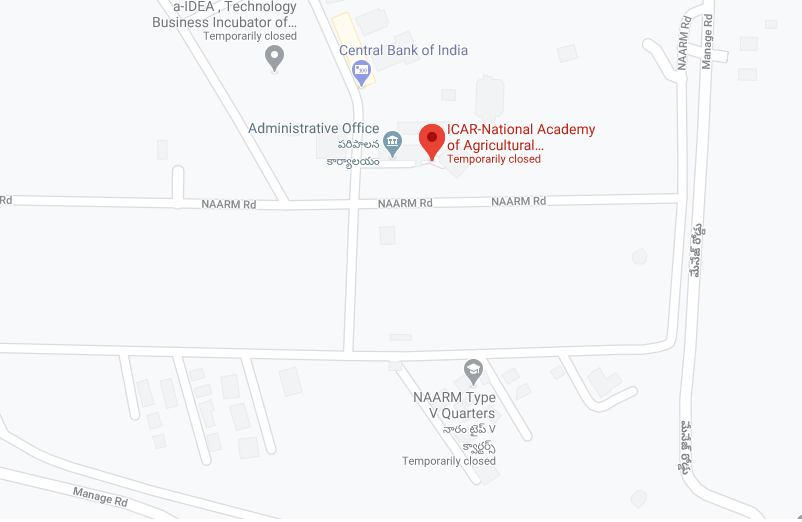 a-IDEA , Technology
Business Incubator of...
Temporarily closed
NAARM Rd
Manage Rd
Central Bank of India
Administrative Office
పరిపాలన
కార్యాలయం
ICAR-National Academy
of Agricultural...
Temporarily closed
Rd
NAARM Rd
NAARM Rd
NAARM Rd
మేనేజ్ రోడ్డు
NAARM Type
V Quarters
నారం టైప్ V
క్వార్టర్స్
Temporarily closed
మేనేజ్ రోడ్డు
Manage Rd